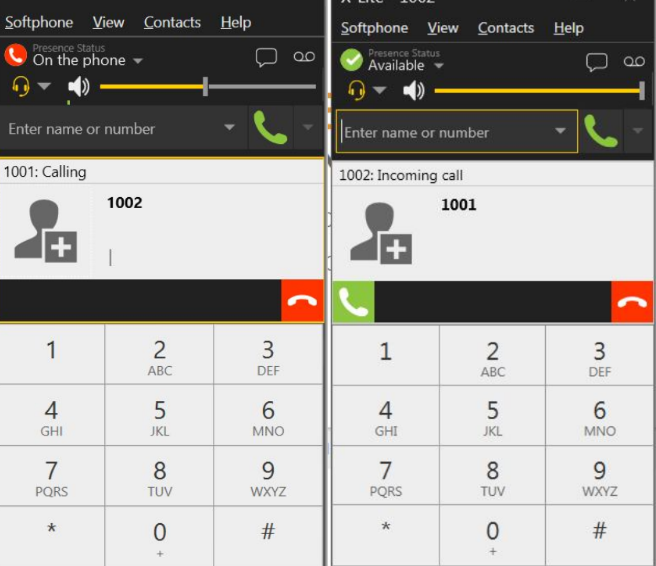 Softphone View Contacts Help
Presence Status
On the phone
Enter name or number
1001: Calling
1002
1 2 3
ABC DEF
4 5 6
GHI JKL MNO
7 8 9
PQRS TUV WXYZ
* 0 #
+
X-Lite - 1002
Softphone View Contacts Help
Presence Status
Available
Enter name or number
1002: Incoming call
1001
1 2 3
ABC DEF
4 5 6
GHI JKL MNO
7 8 9
PQRS TUV WXYZ
* 0 #
+